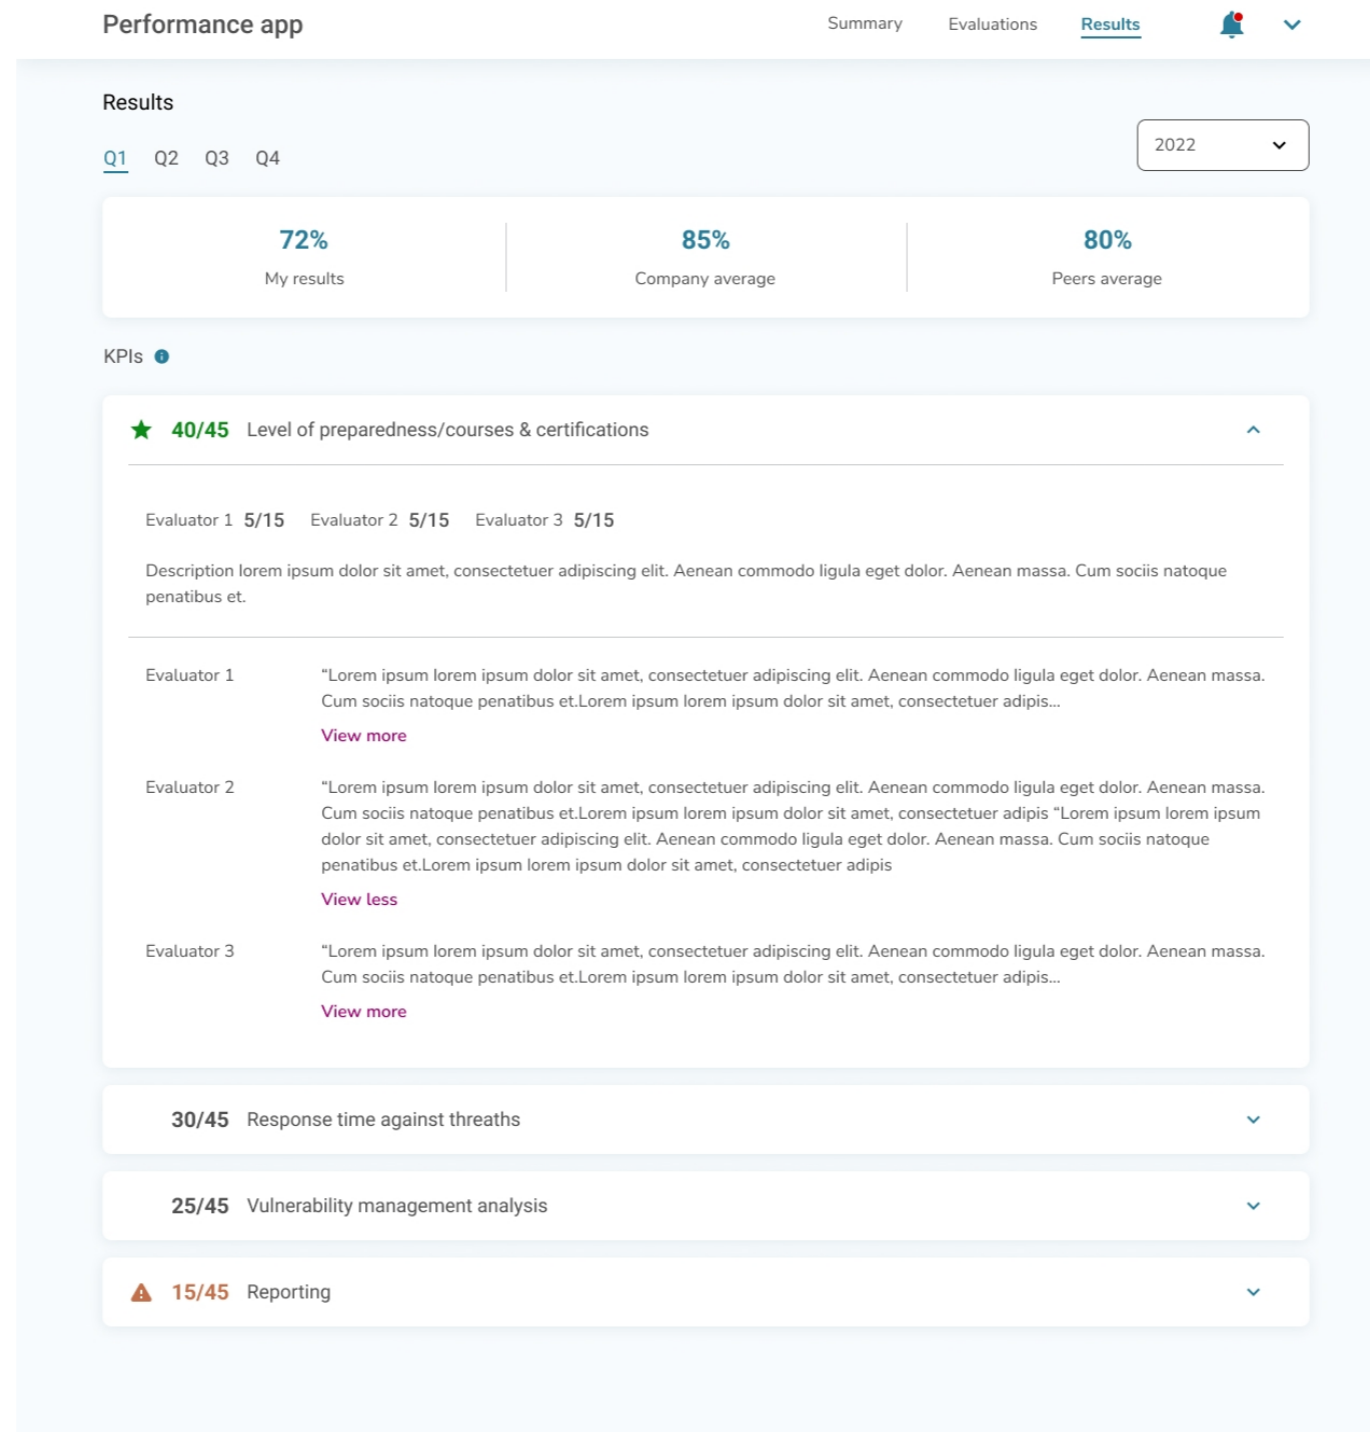 Performance app
Summary Evaluations Results
Results
Q1 Q2 Q3 Q4
2022
72% 85% 80%
My results Company average Peers average
KPIs
40/45 Level of preparedness/courses & certifications
Evaluator 1 5/15 Evaluator 2 5/15 Evaluator 3 5/15
Description lorem ipsum dolor sit amet, consectetuer adipiscing elit. Aenean commodo ligula eget dolor. Aenean massa. Cum sociis natoque
penatibus et.
Evaluator 1 “Lorem ipsum lorem ipsum dolor sit amet, consectetuer adipiscing elit. Aenean commodo ligula eget dolor. Aenean massa.
Cum sociis natoque penatibus et.Lorem ipsum lorem ipsum dolor sit amet, consectetuer adipis...
View more
Evaluator 2 “Lorem ipsum lorem ipsum dolor sit amet, consectetuer adipiscing elit. Aenean commodo ligula eget dolor. Aenean massa.
Cum sociis natoque penatibus et.Lorem ipsum lorem ipsum dolor sit amet, consectetuer adipis “Lorem ipsum lorem ipsum
dolor sit amet, consectetuer adipiscing elit. Aenean commodo ligula eget dolor. Aenean massa. Cum sociis natoque
penatibus et.Lorem ipsum lorem ipsum dolor sit amet, consectetuer adipis
View less
Evaluator 3 “Lorem ipsum lorem ipsum dolor sit amet, consectetuer adipiscing elit. Aenean commodo ligula eget dolor. Aenean massa.
Cum sociis natoque penatibus et.Lorem ipsum lorem ipsum dolor sit amet, consectetuer adipis...
View more
30/45 Response time against threaths
25/45 Vulnerability management analysis
15/45 Reporting